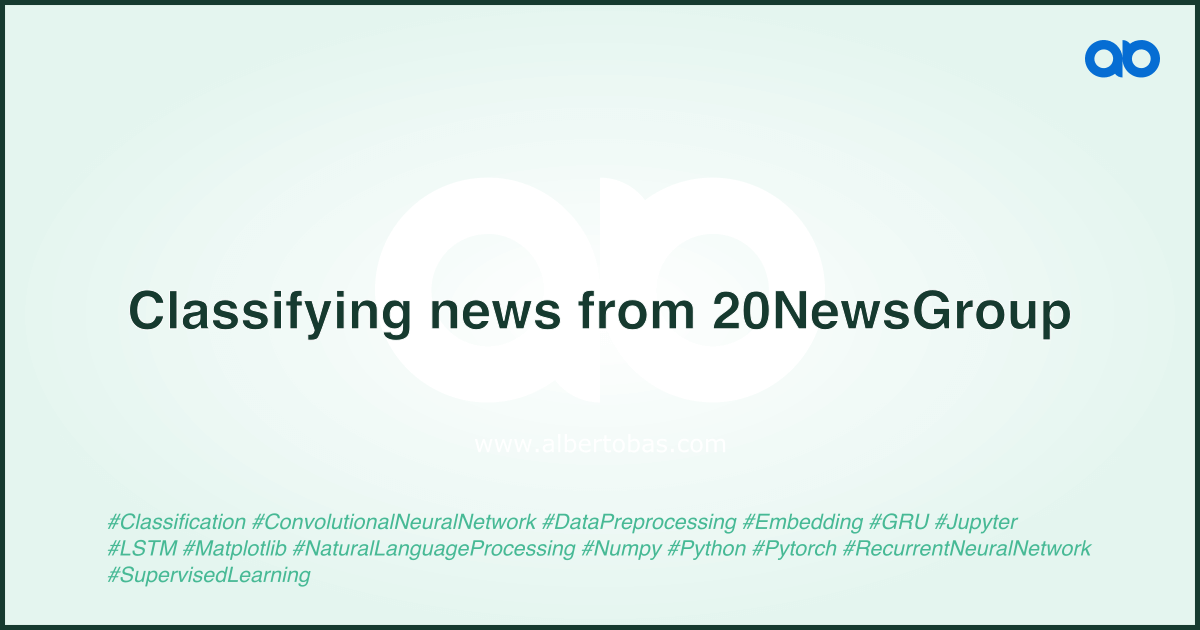 Classifying news from 20NewsGroup
www.albertobas.com
#Classification #ConvolutionalNeuralNetwork #DataPreprocessing #Embedding #GRU #Jupyter
#LSTM #Matplotlib #NaturalLanguageProcessing #Numpy #Python #Pytorch #RecurrentNeuralNetwork
#SupervisedLearning